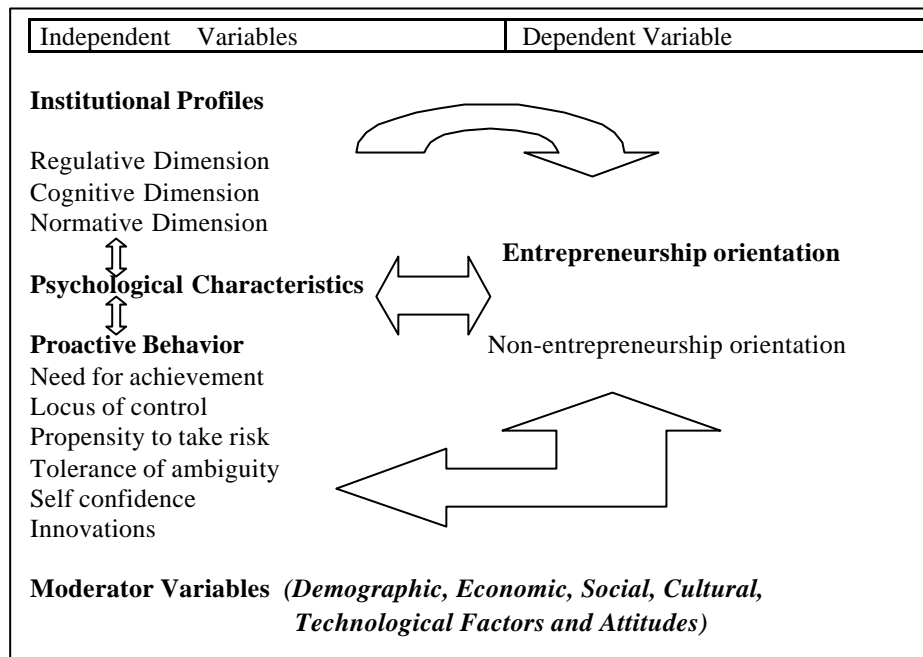 Independent Variables
Dependent Variable
Institutional Profiles
Regulative Dimension
Cognitive Dimension
Normative Dimension
Entrepreneurship orientation
Psychological Characteristics
Proactive Behavior
Non-entrepreneurship orientation
Need for achievement
Locus of control
Propensity to take risk
Tolerance of ambiguity
Self confidence
Innovations
Moderator Variables (Demographic, Economic, Social, Cultural,
Technological Factors and Attitudes)